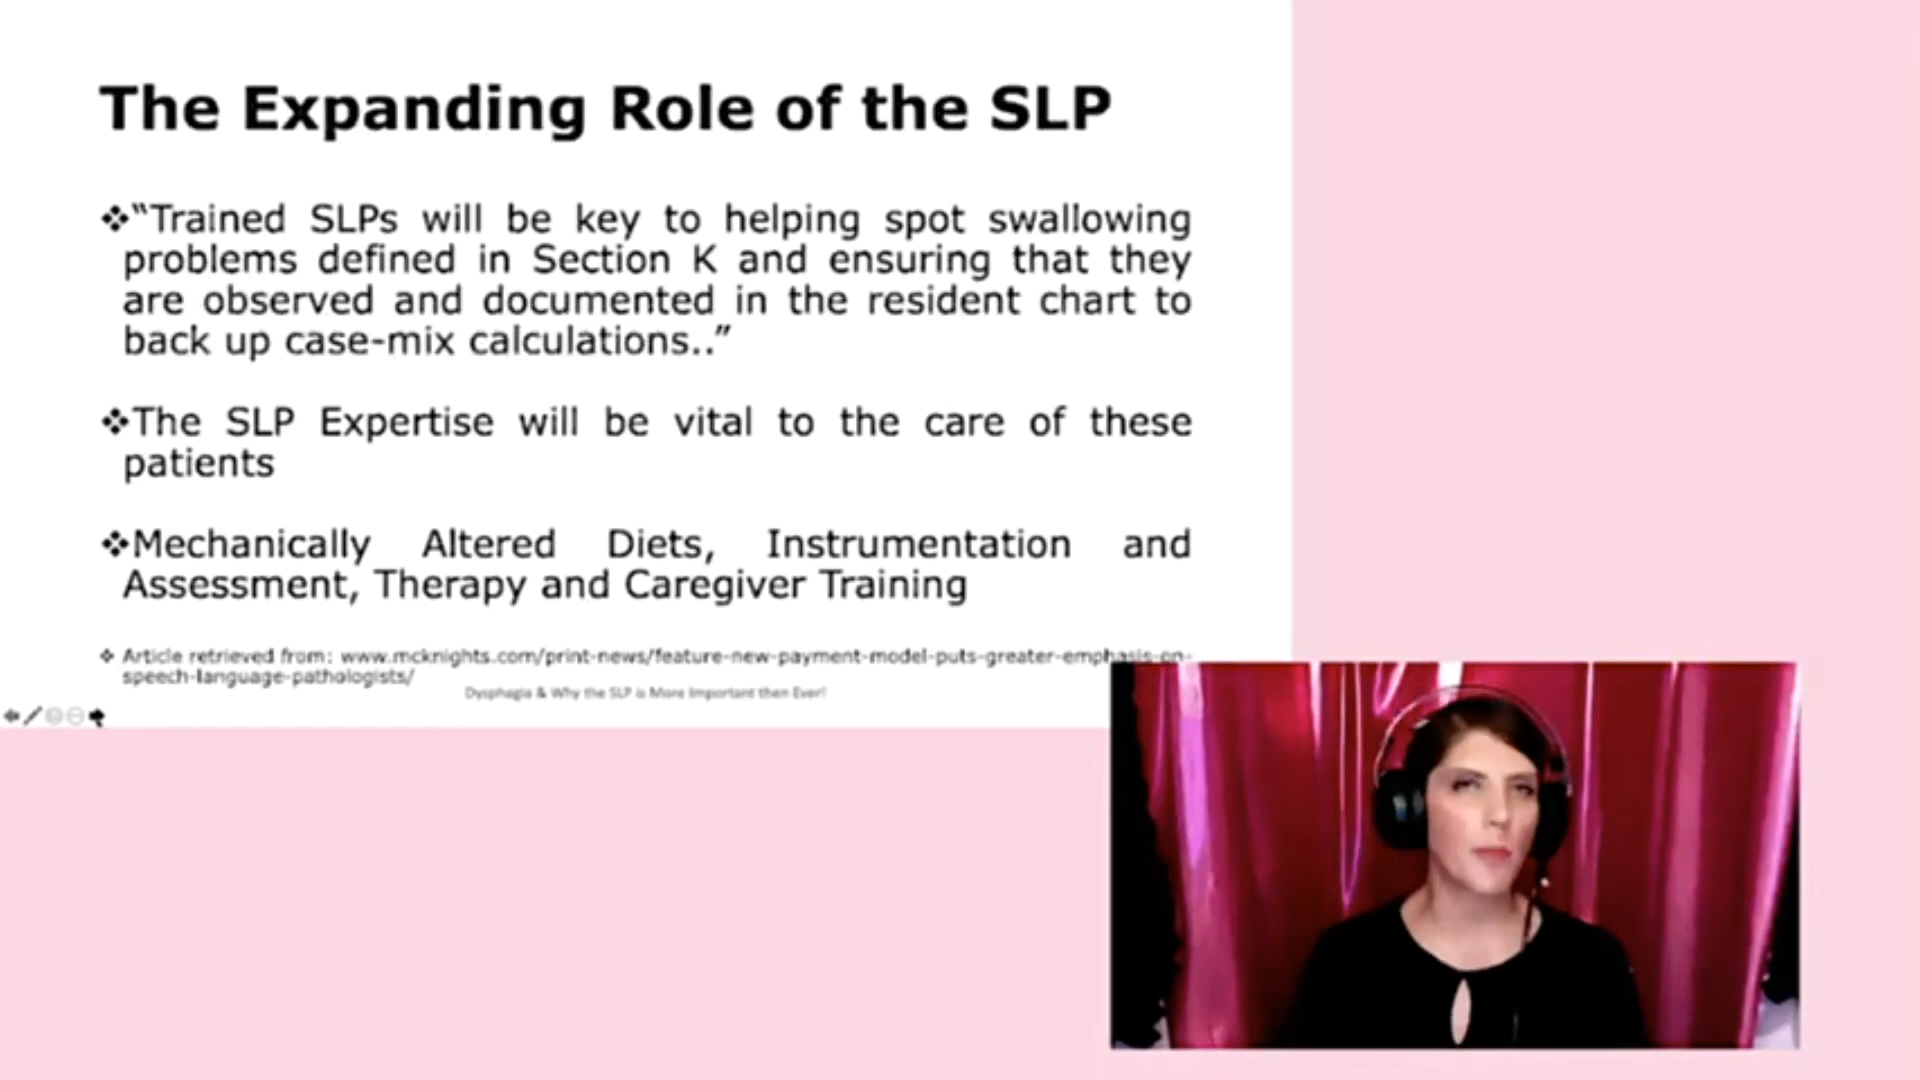 The Expanding Role of the SLP
❖“Trained SLPs will be key to helping spot swallowing
problems defined in Section K and ensuring that they
are observed and documented in the resident chart to
back up case-mix calculations..”
❖The SLP Expertise will be vital to the care of these
patients
❖Mechanically Altered Diets, Instrumentation and
Assessment, Therapy and Caregiver Training
❖ Article retrieved from: www.mcknights.com/print-news/feature-new-payment-model-puts-greater-emphasis-on-
speech-language-pathologists/
Dysphagia & Why the SLP is More Important then Ever!